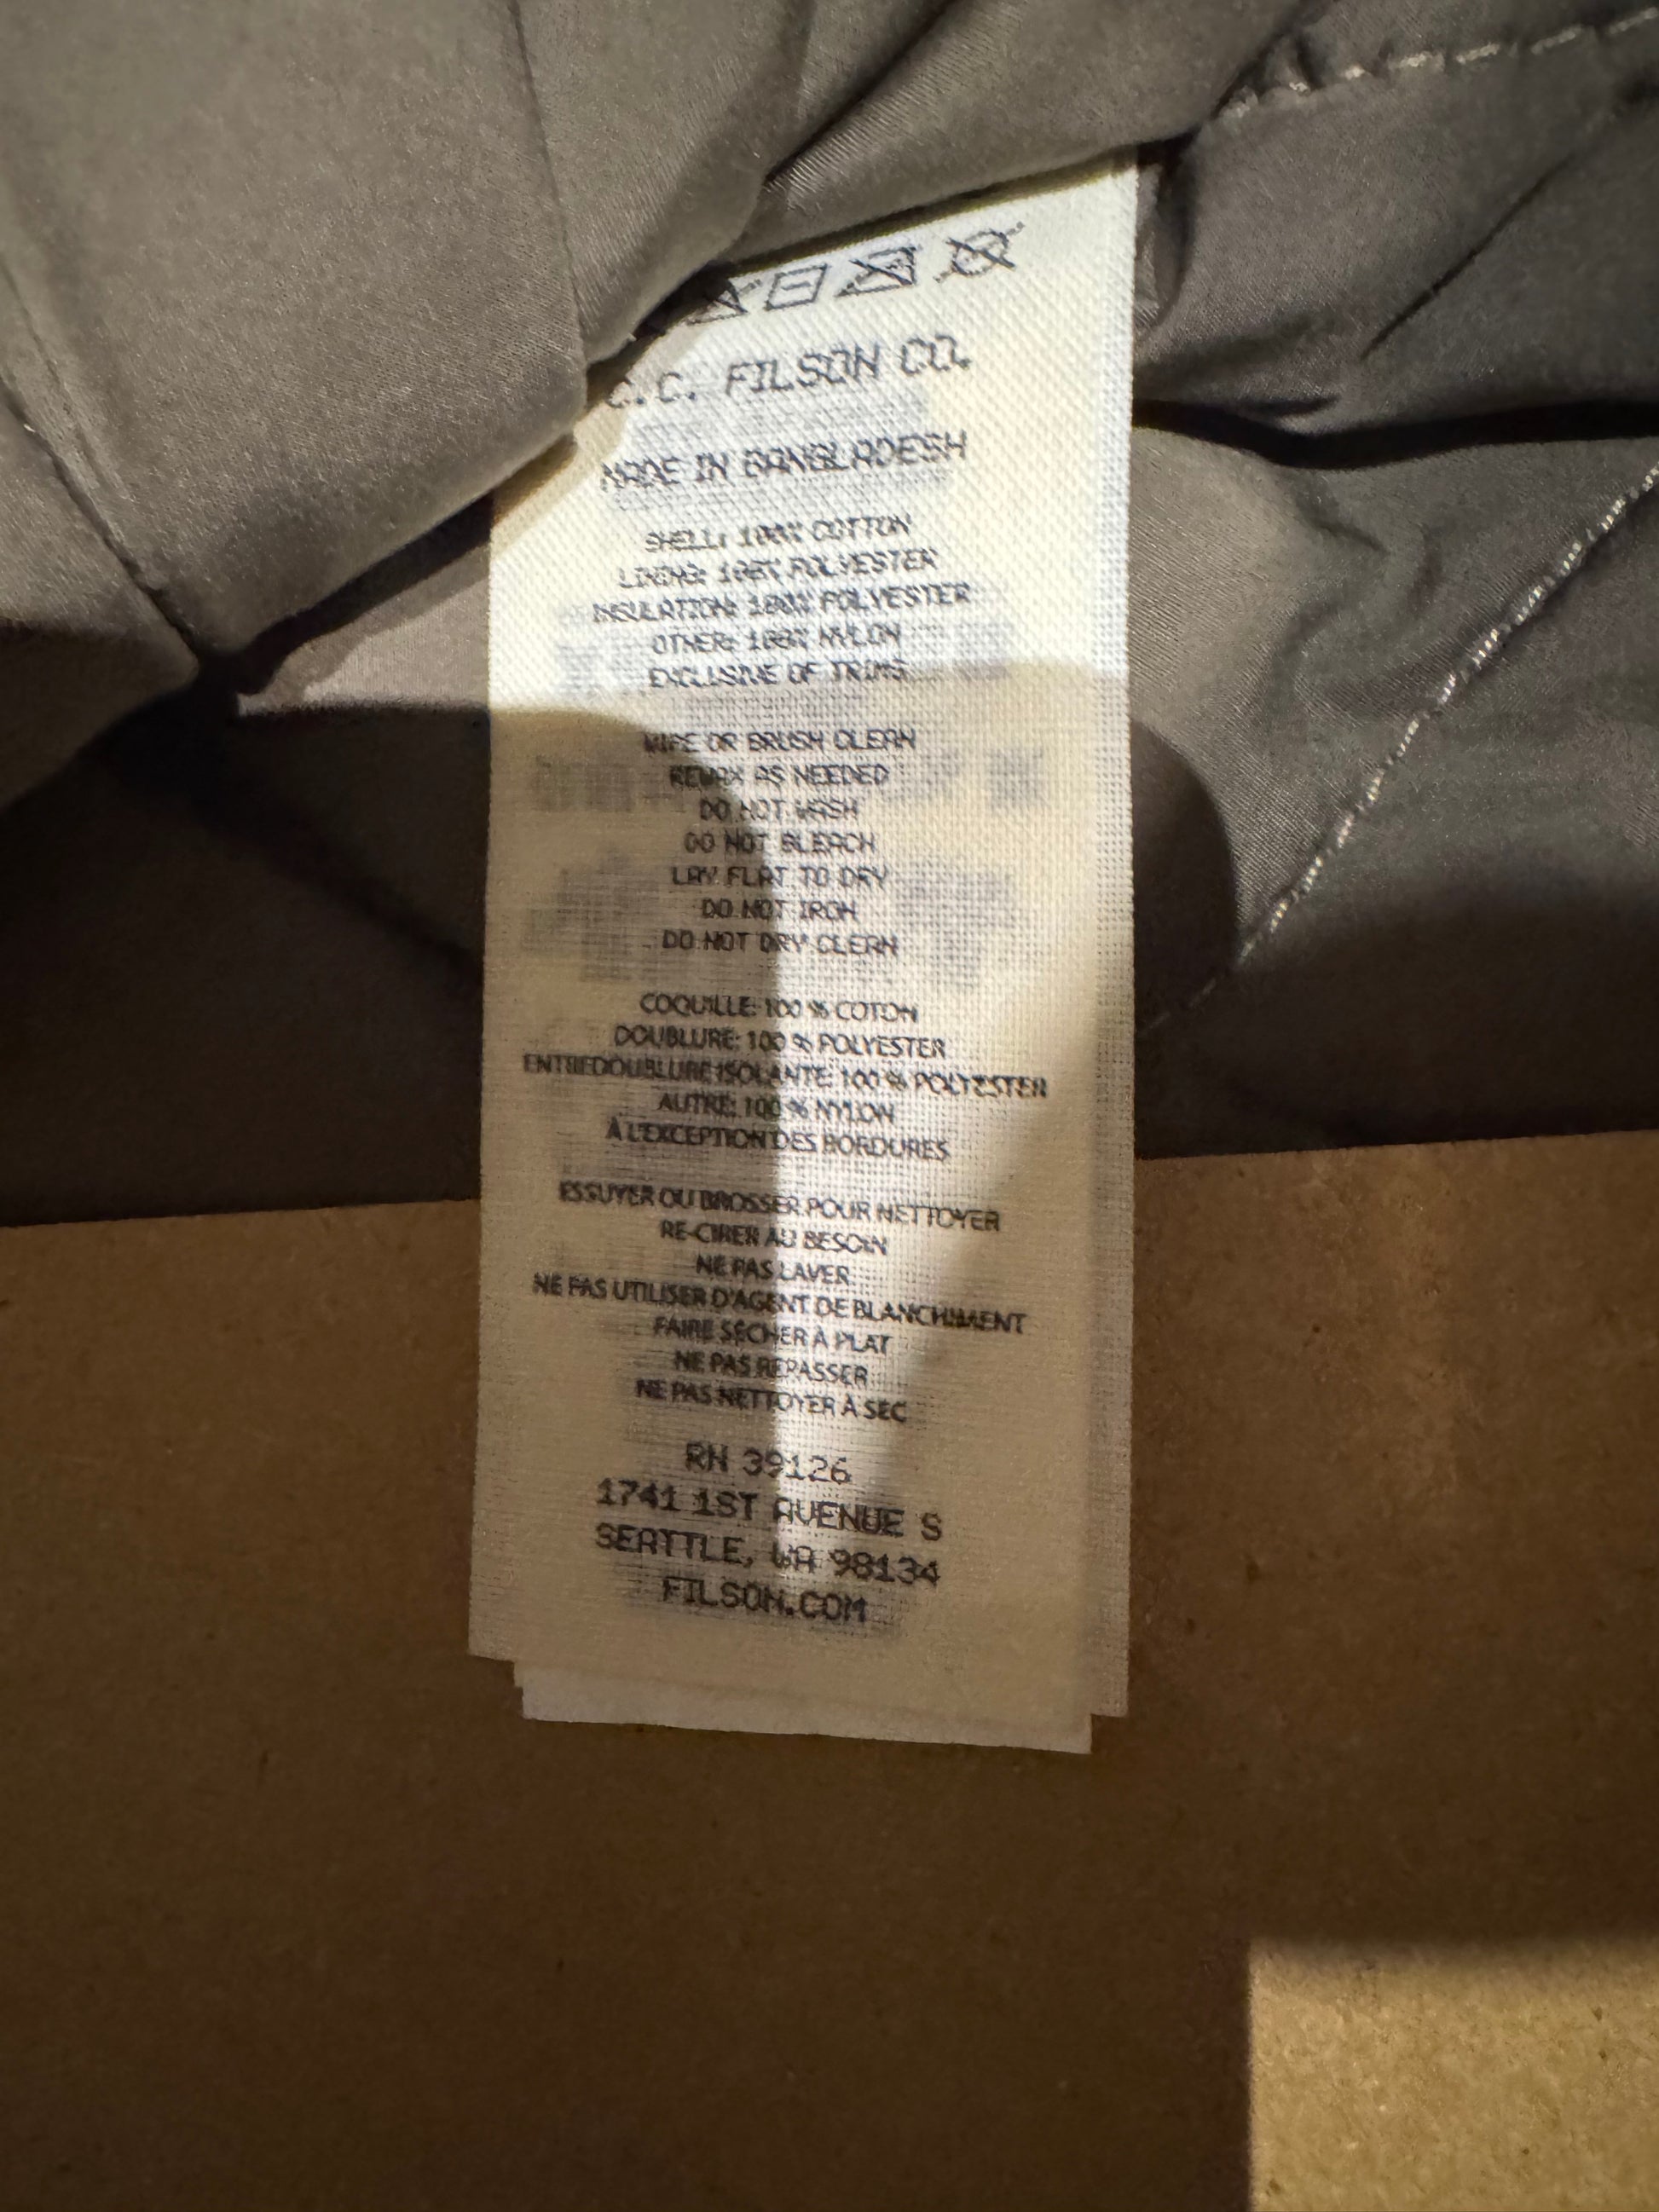 C.C. FILSON CO.
MADE IN BANGLADESH
SHELL: 100% COTTON
LINING: 100% POLYESTER
INSULATION: 100% POLYESTER
OTHER: 100% NYLON
EXCLUSIVE OF TRIMS
WIPE OR BRUSH CLEAN
REWAX AS NEEDED
DO NOT WASH
DO NOT BLEACH
LAY FLAT TO DRY
DO NOT IRON
DO NOT DRY CLEAN
COQUILLE: 100 % COTON
DOUBLURE: 100 % POLYESTER
ENTREDOUBLURE ISOLANTE: 100 % POLYESTER
AUTRE: 100 % NYLON
À L'EXCEPTION DES BORDURES
ESSUYER OU BROSSER POUR NETTOYER
RE-CIRER AU BESOIN
NE PAS LAVER
NE PAS UTILISER D'AGENT DE BLANCHIMENT
FAIRE SÉCHER À PLAT
NE PAS REPASSER
NE PAS NETTOYER À SEC
RN 39126
1741 1ST AVENUE S
SEATTLE, WA 98134
FILSON.COM